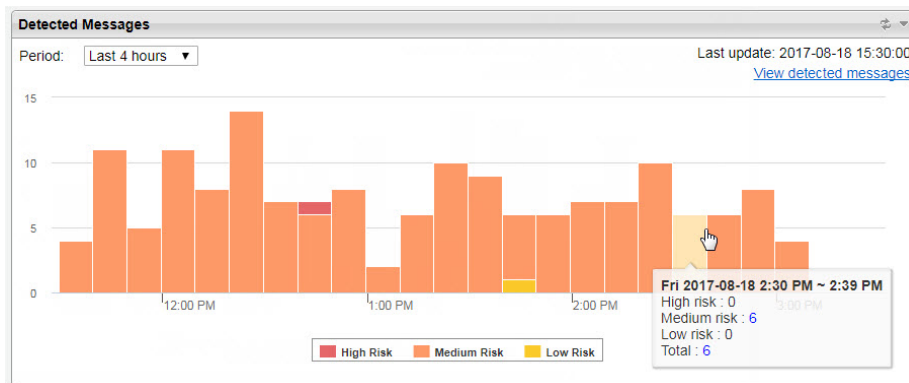 Detected Messages
Period: Last 4 hours
Last update: 2017-08-18 15:30:00
View detected messages
15
10
5
0
12:00 PM 1:00 PM 2:00 PM 3:00 PM
Fri 2017-08-18 2:30 PM ~ 2:39 PM
High risk : 0
Medium risk : 6
Low risk : 0
Total : 6
High Risk Medium Risk Low Risk